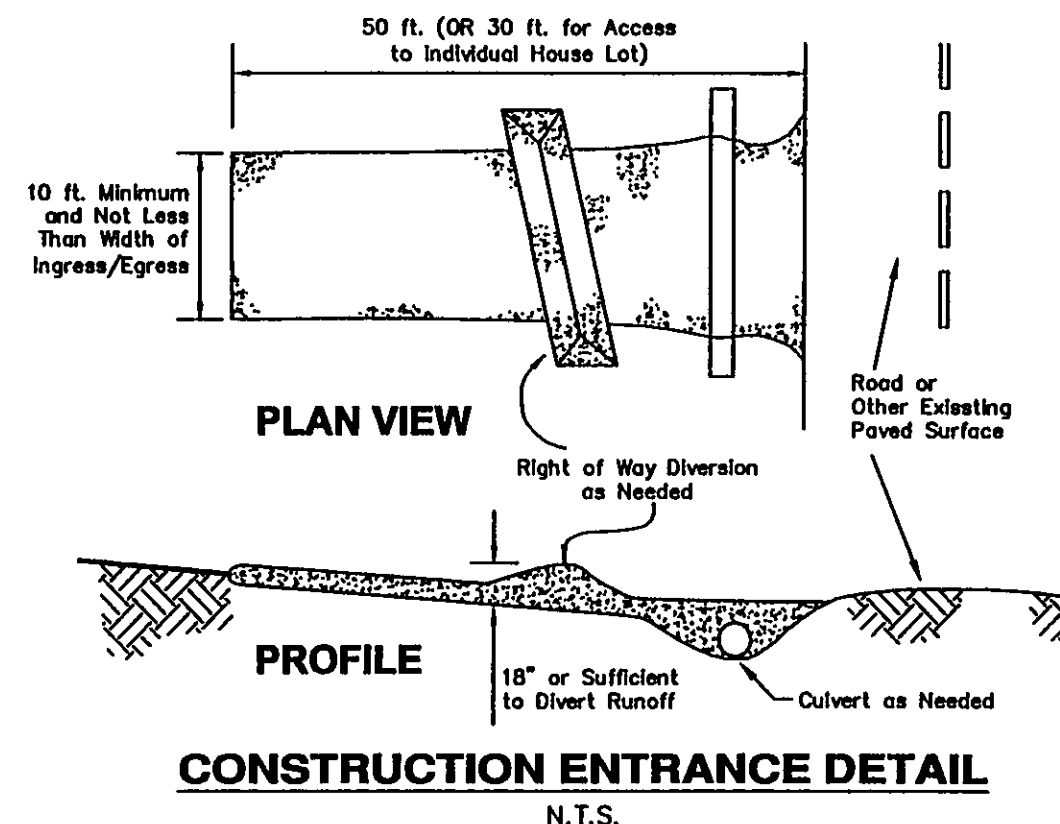 50 ft. (OR 30 ft. for Access
to Individual House Lot)
10 ft. Minimum
and Not Less
Than Width of
Ingress/Egress
PLAN VIEW
Right of Way Diversion
as Needed
Road or
Other Exissting
Paved Surface
PROFILE
18" or Sufficient
to Divert Runoff
Culvert as Needed
CONSTRUCTION ENTRANCE DETAIL
N.T.S.